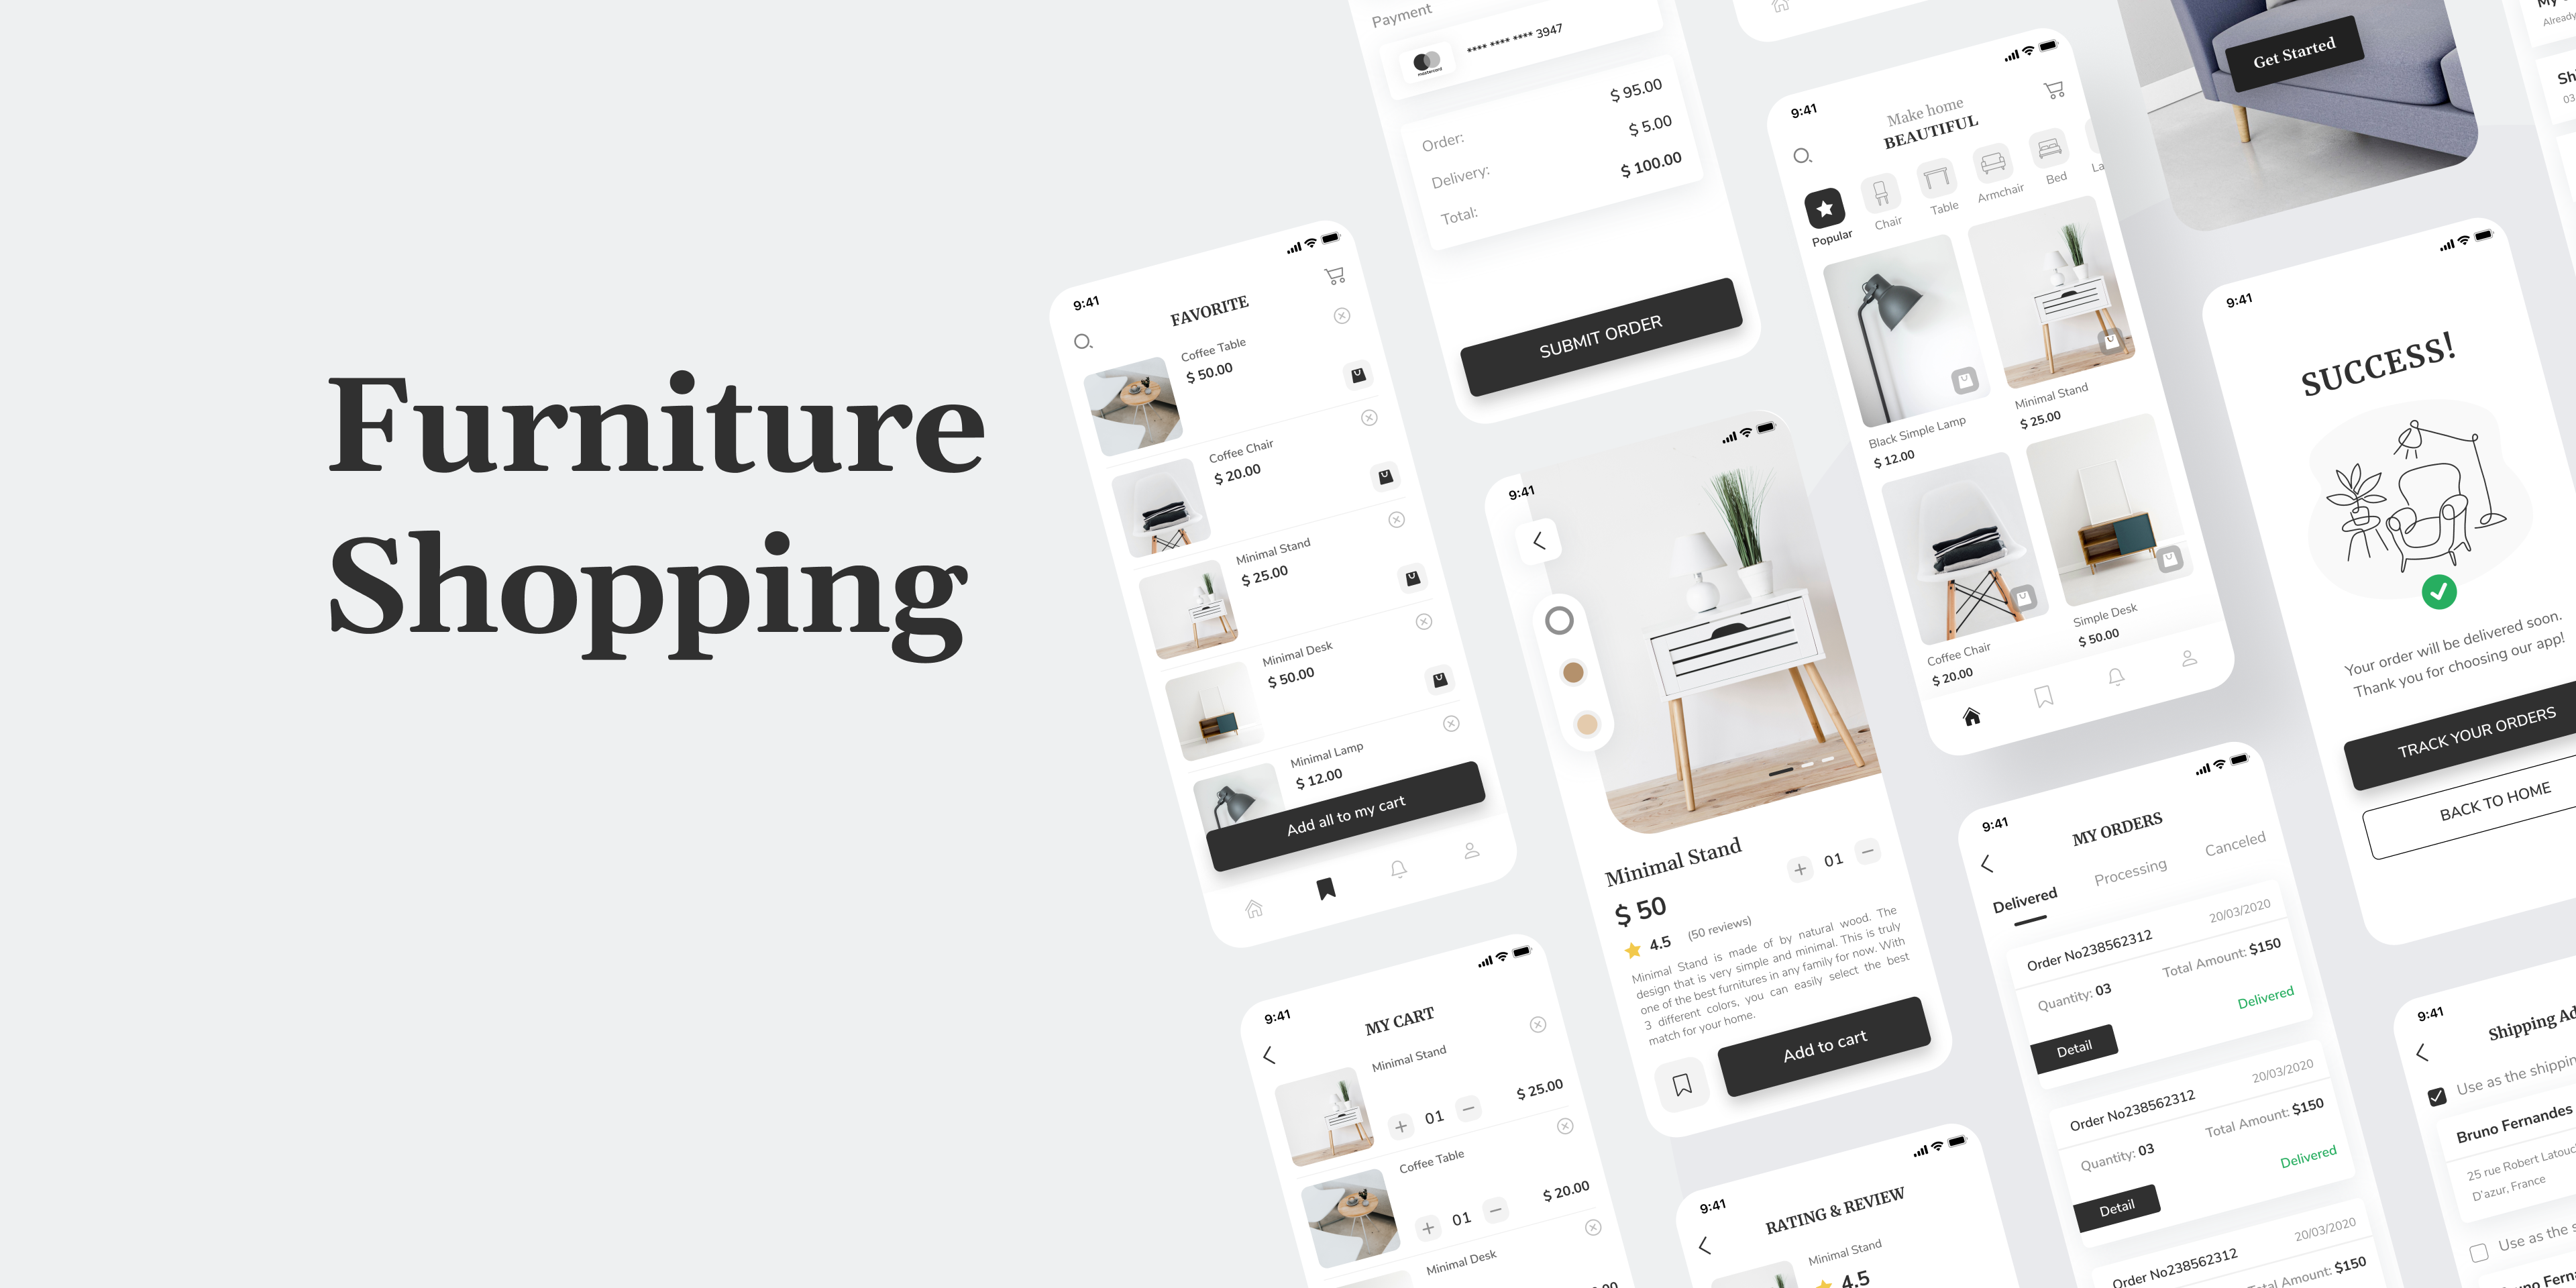 Furniture
Shopping
9:41
FAVORITE
Coffee Table
$ 50.00
Coffee Chair
$ 20.00
Minimal Stand
$ 25.00
Minimal Desk
$ 50.00
Minimal Lamp
$ 12.00
Add all to my cart
9:41
MY CART
Minimal Stand
01
$ 25.00
Coffee Table
01
$ 20.00
Minimal Desk
Payment
mastercard
**** **** **** 3947
Order:
$ 95.00
Delivery:
$ 5.00
Total:
$ 100.00
SUBMIT ORDER
9:41
Minimal Stand
$ 50
01
4.5
(50 reviews)
Minimal Stand is made of by natural wood. The
design that is very simple and minimal. This is truly
one of the best furnitures in any family for now. With
3 different colors, you can easily select the best
match for your home.
Add to cart
9:41
RATING & REVIEW
Minimal Stand
4.5
9:41
Make home
BEAUTIFUL
Popular
Chair
Table
Armchair
Bed
La
Black Simple Lamp
$ 12.00
Minimal Stand
$ 25.00
Coffee Chair
$ 20.00
Simple Desk
$ 50.00
9:41
MY ORDERS
Delivered
Processing
Canceled
Order No238562312
20/03/2020
Quantity: 03
Total Amount: $150
Detail
Delivered
Order No238562312
20/03/2020
Quantity: 03
Total Amount: $150
Detail
Delivered
Order No238562312
20/03/2020
Total Amount: $150
Get Started
9:41
SUCCESS!
Your order will be delivered soon.
Thank you for choosing our app!
TRACK YOUR ORDERS
BACK TO HOME
9:41
Shipping Ad
Use as the shippin
Bruno Fernandes
25 rue Robert Latouc
D'azur, France
Use as the s
My
Already
Sh
03